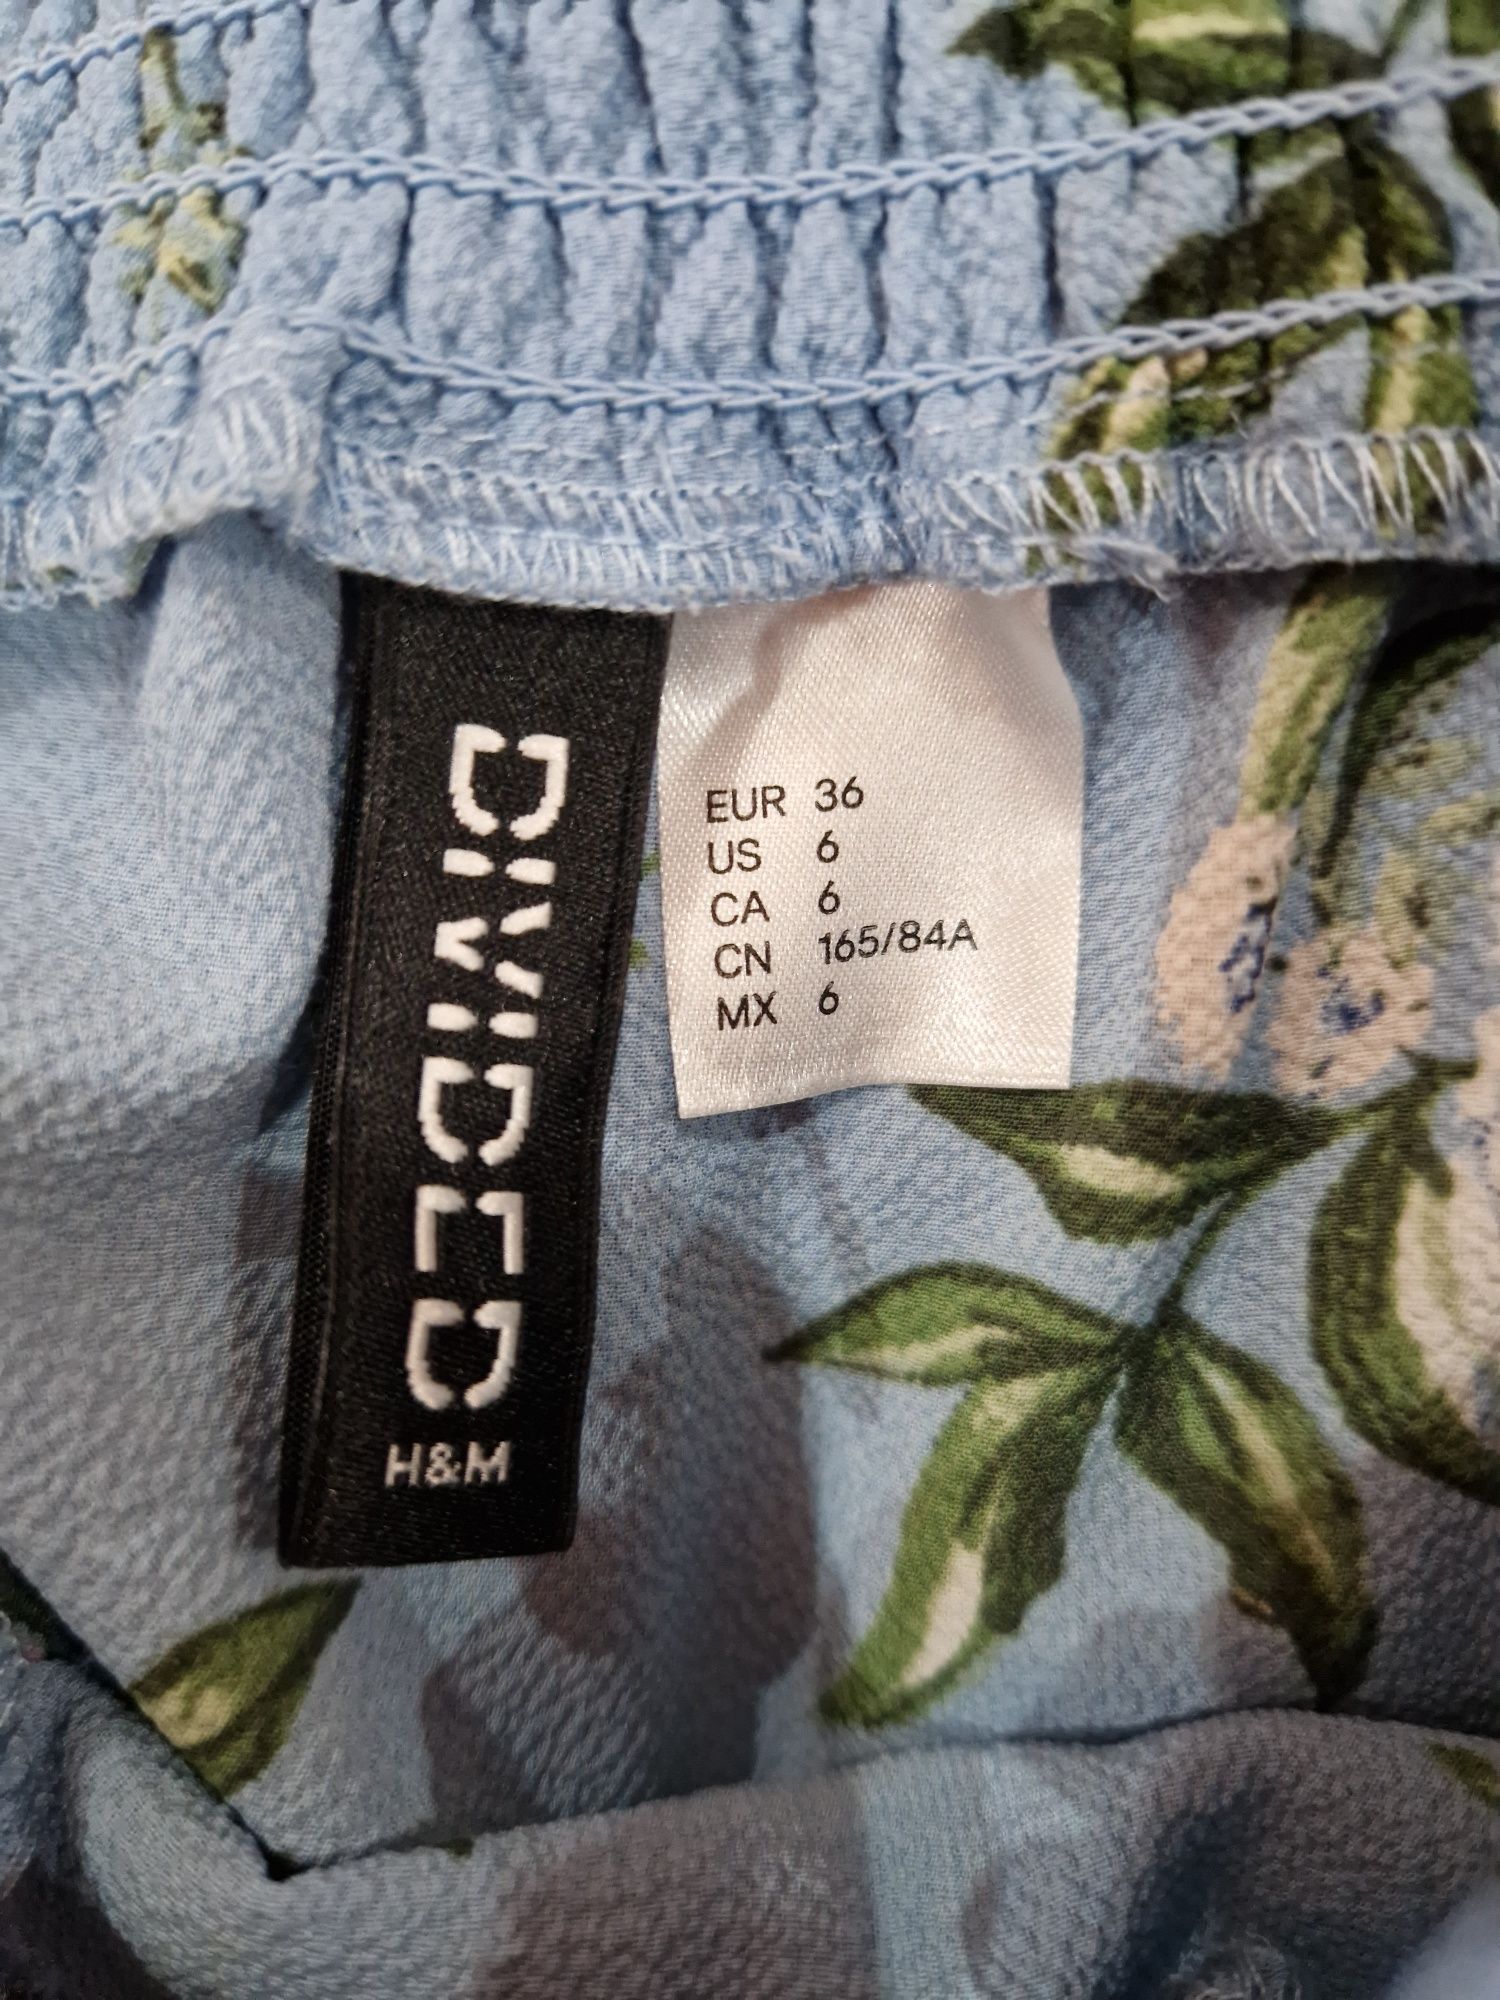 DIVIDED
H&M
EUR 36
US 6
CA 6
CN 165/84A
MX 6